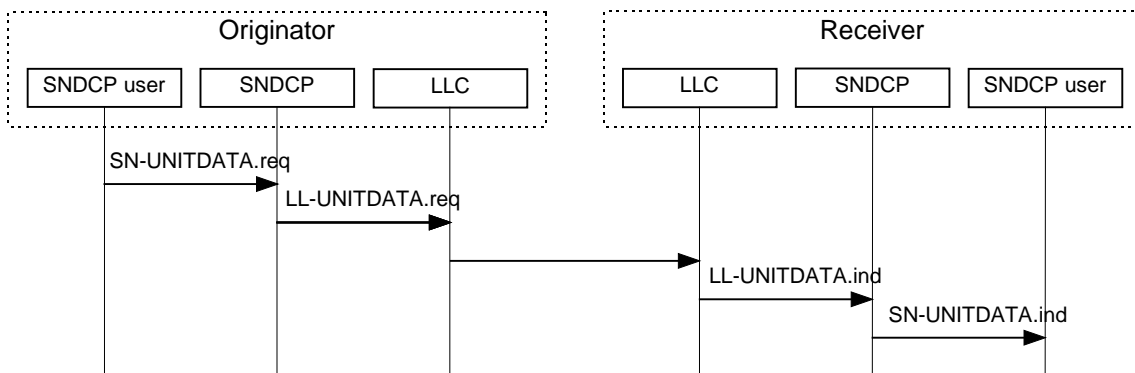 Originator
Receiver
SNDCP user
SNDCP
LLC
LLC
SNDCP
SNDCP user
SN-UNITDATA.req
LL-UNITDATA.req
LL-UNITDATA.ind
SN-UNITDATA.ind